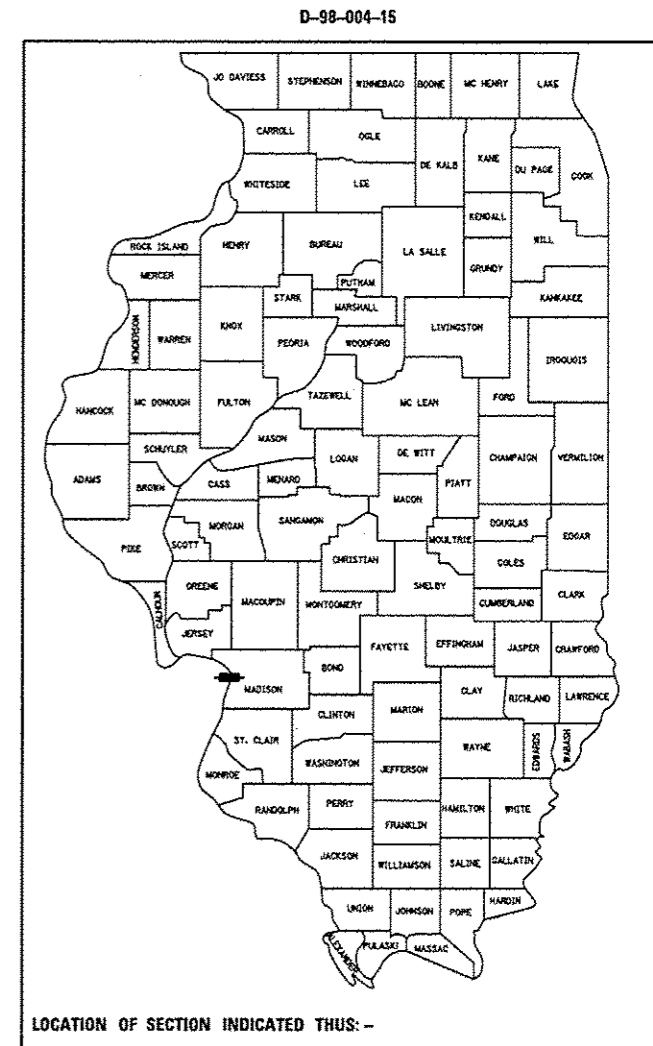 D-98-004-15
JO DAVIESS STEPHENSON WINNEBAGO BOONE MC HENRY LAKE
CARROLL OGLE
DE KALB KANE DU PAGE COOK
WHITESIDE LEE
KENDALL WILL
ROCK ISLAND HENRY BUREAU LA SALLE GRUNDY
MERCER PUTNAM KANKAKEE
STARK MARSHALL
HENDERSON WARREN KNOX PEORIA WOODFORD LIVINGSTON IROQUOIS
HANCOCK MC DONOUGH FULTON TAZEWELL MC LEAN FORD
MASON
SCHUYLER LOGAN DE WITT CHAMPAIGN VERMILION
ADAMS BROWN CASS MENARD PIATT
MACON
MORGAN SANGAMON DOUGLAS
PIKE SCOTT CHRISTIAN MOULTRIE EDGAR
COLES
GREENE SHELBY
CALHOUN MACOUPIN MONTGOMERY CUMBERLAND CLARK
JERSEY FAYETTE EFFINGHAM JASPER CRAWFORD
BOND
MADISON CLAY RICHLAND LAWRENCE
CLINTON MARION
ST. CLAIR WAYNE EDWARDS WABASH
WASHINGTON JEFFERSON
MONROE
RANDOLPH PERRY HAMILTON WHITE
FRANKLIN
JACKSON WILLIAMSON SALINE GALLATIN
UNION JOHNSON POPE HARDIN
ALEXANDER PULASKI MASSAC
LOCATION OF SECTION INDICATED THUS: -